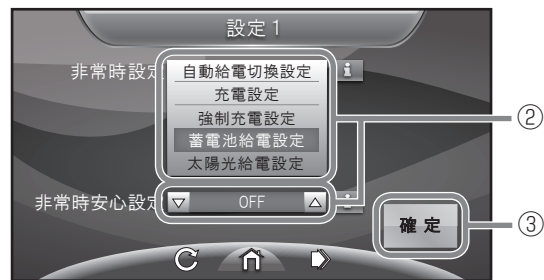 設定1
非常時設定
自動給電切換設定
充電設定
強制充電設定
蓄電池給電設定
太陽光給電設定
②
非常時安心設定 ▽ OFF △
確定
③